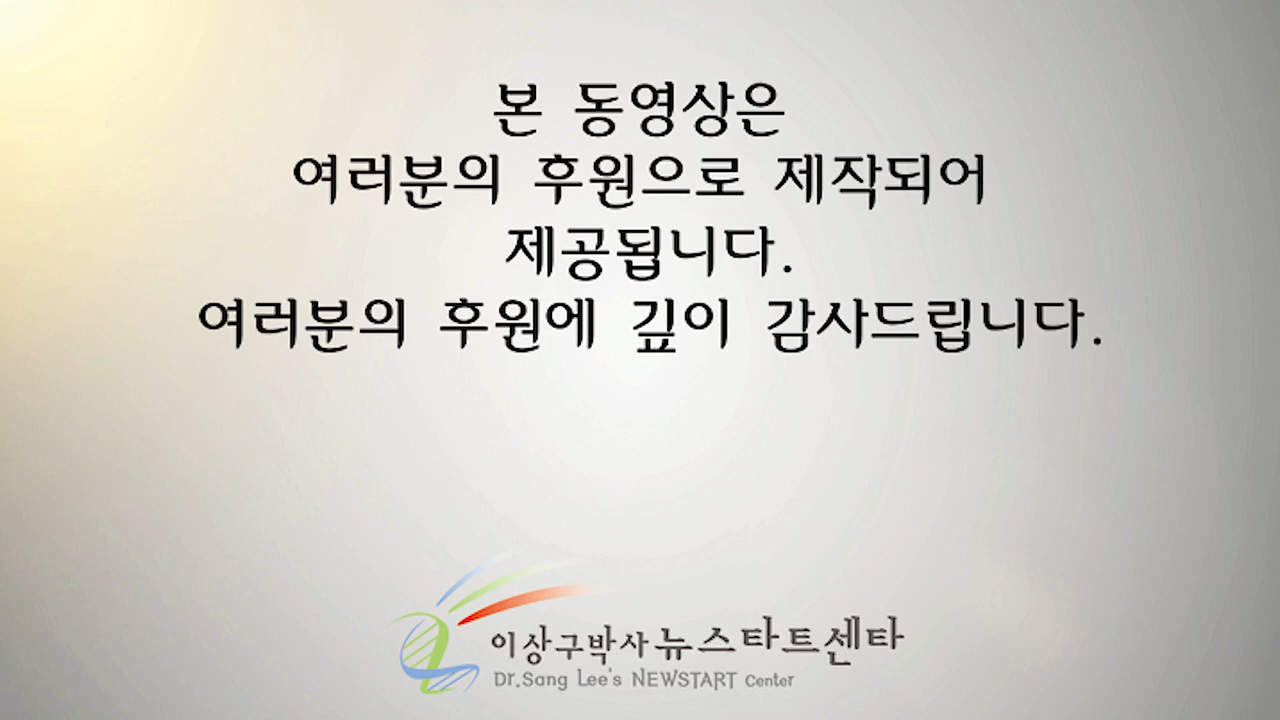 본 동영상은
여러분의 후원으로 제작되어
제공됩니다.
여러분의 후원에 깊이 감사드립니다.
이상구박사 뉴스타트센타
Dr.Sang Lee's NEWSTART Center